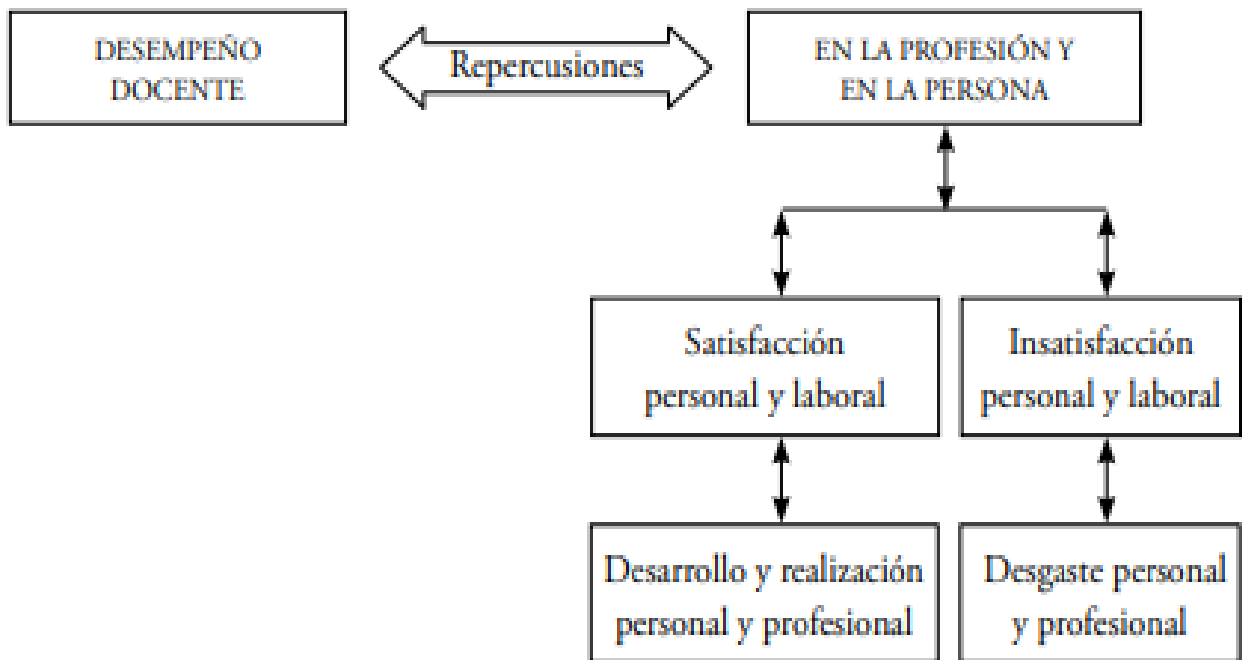 DESEMPEÑO
DOCENTE
Repercusiones
EN LA PROFESIÓN Y
EN LA PERSONA
Satisfacción
personal y laboral
Insatisfacción
personal y laboral
Desarrollo y realización
personal y profesional
Desgaste personal
y profesional